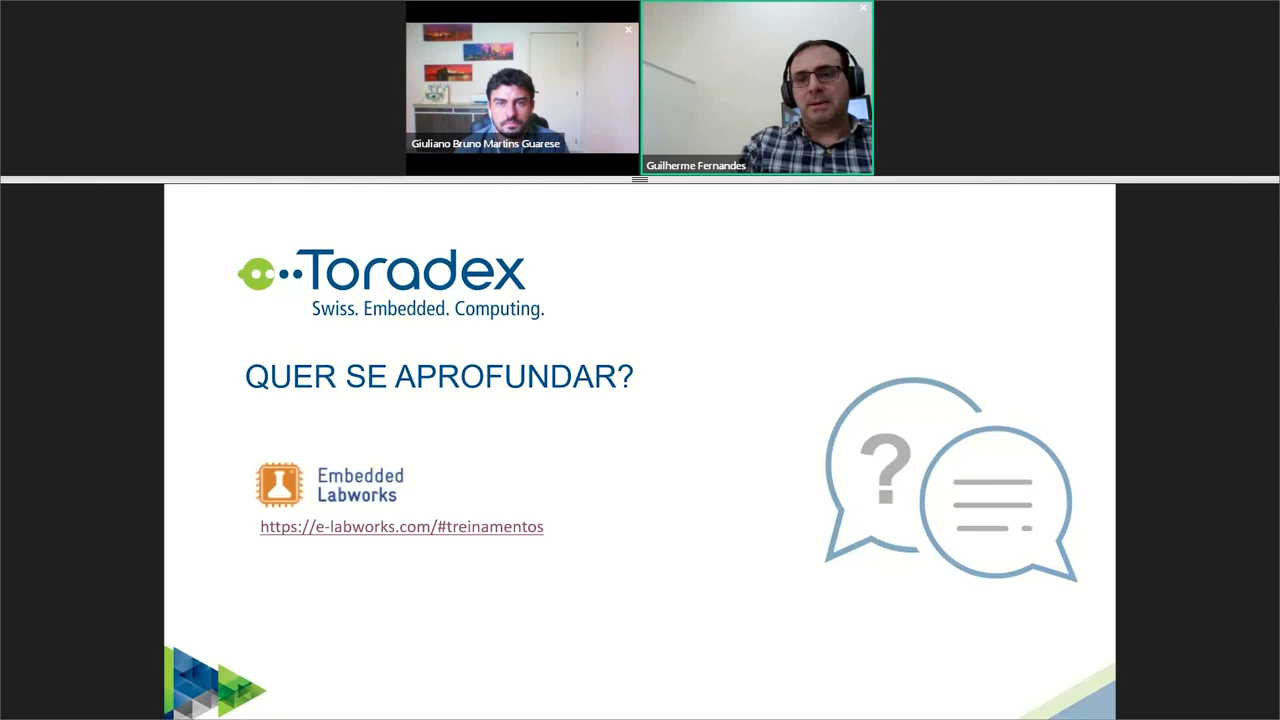 Giuliano Bruno Martins Guarese
Guilherme Fernandes
Toradex
Swiss. Embedded. Computing.
QUER SE APROFUNDAR?
?
Embedded
Labworks
https://e-labworks.com/#treinamentos